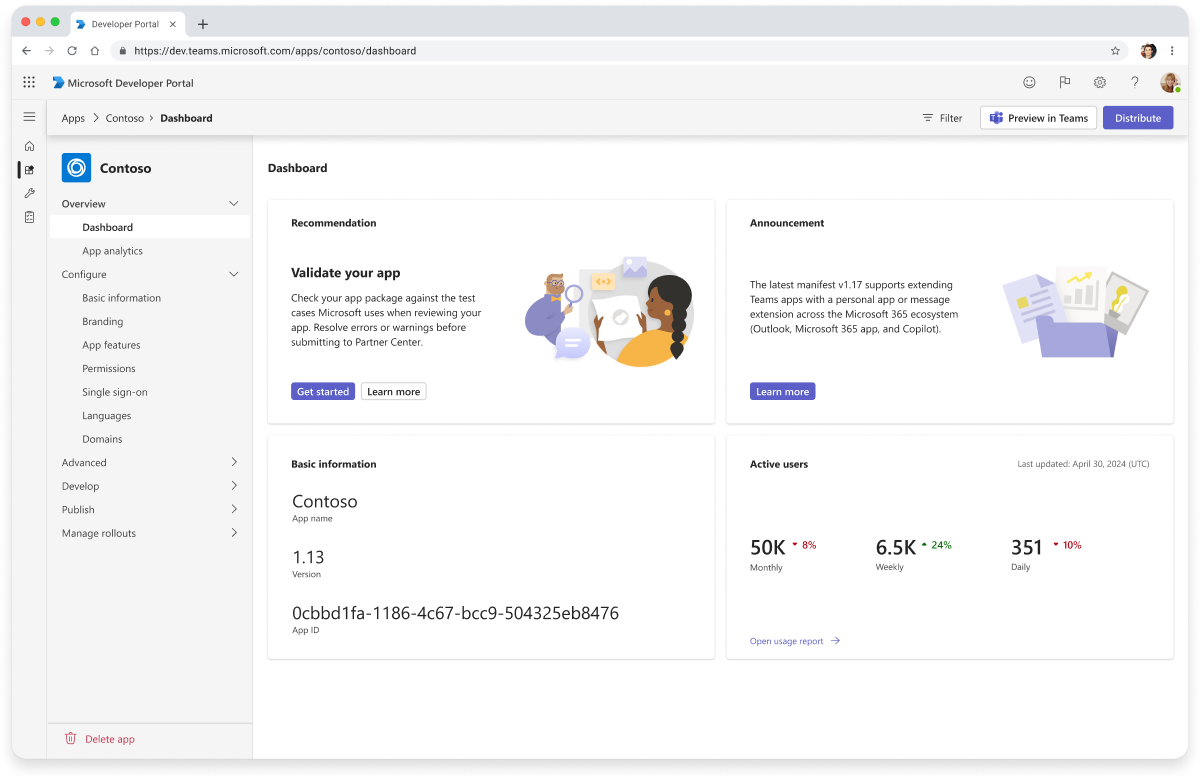 Developer Portal
https://dev.teams.microsoft.com/apps/contoso/dashboard
Microsoft Developer Portal
Apps > Contoso > Dashboard
Filter
Preview in Teams
Distribute
Contoso
Overview
Dashboard
App analytics
Configure
Basic information
Branding
App features
Permissions
Single sign-on
Languages
Domains
Advanced
Develop
Publish
Manage rollouts
Delete app
Dashboard
Recommendation
Validate your app
Check your app package against the test
cases Microsoft uses when reviewing your
app. Resolve errors or warnings before
submitting to Partner Center.
Get started
Learn more
Announcement
The latest manifest v1.17 supports extending
Teams apps with a personal app or message
extension across the Microsoft 365 ecosystem
(Outlook, Microsoft 365 app, and Copilot).
Learn more
Basic information
Contoso
App name
1.13
Version
0cbbd1fa-1186-4c67-bcc9-504325eb8476
App ID
Active users
Last updated: April 30, 2024 (UTC)
50K 8%
Monthly
6.5K 24%
Weekly
351 10%
Daily
Open usage report